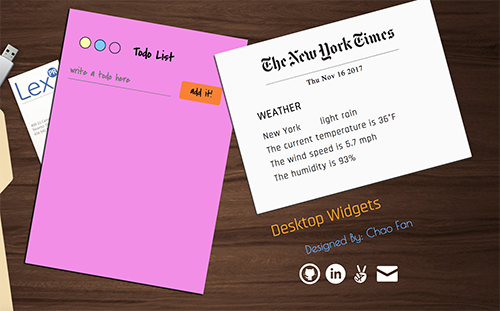 Todo List
write a todo here
add it!
Lex
PR
The New York Times
Thu Nov 16 2017
WEATHER
New York light rain
The current temperature is 36°F
The wind speed is 5.7 mph
The humidity is 93%
Desktop Widgets
Designed By: Chao Fan
in